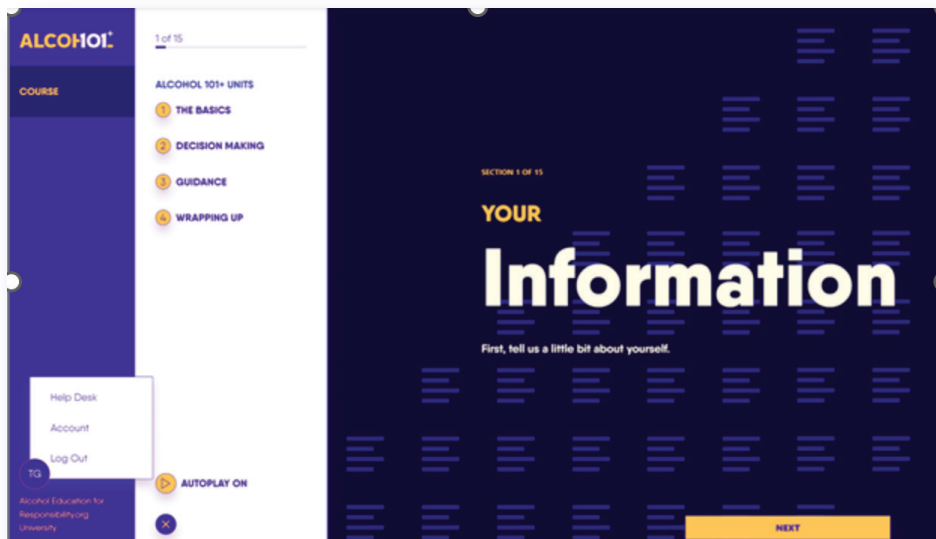 ALCOHOL101+
COURSE
1 of 15
ALCOHOL 101+ UNITS
1 THE BASICS
2 DECISION MAKING
3 GUIDANCE
4 WRAPPING UP
Help Desk
Account
Log Out
TG
Alcohol Education for
Responsibility.org
University
AUTOPLAY ON
SECTION 1 OF 15
YOUR
Information
First, tell us a little bit about yourself.
NEXT